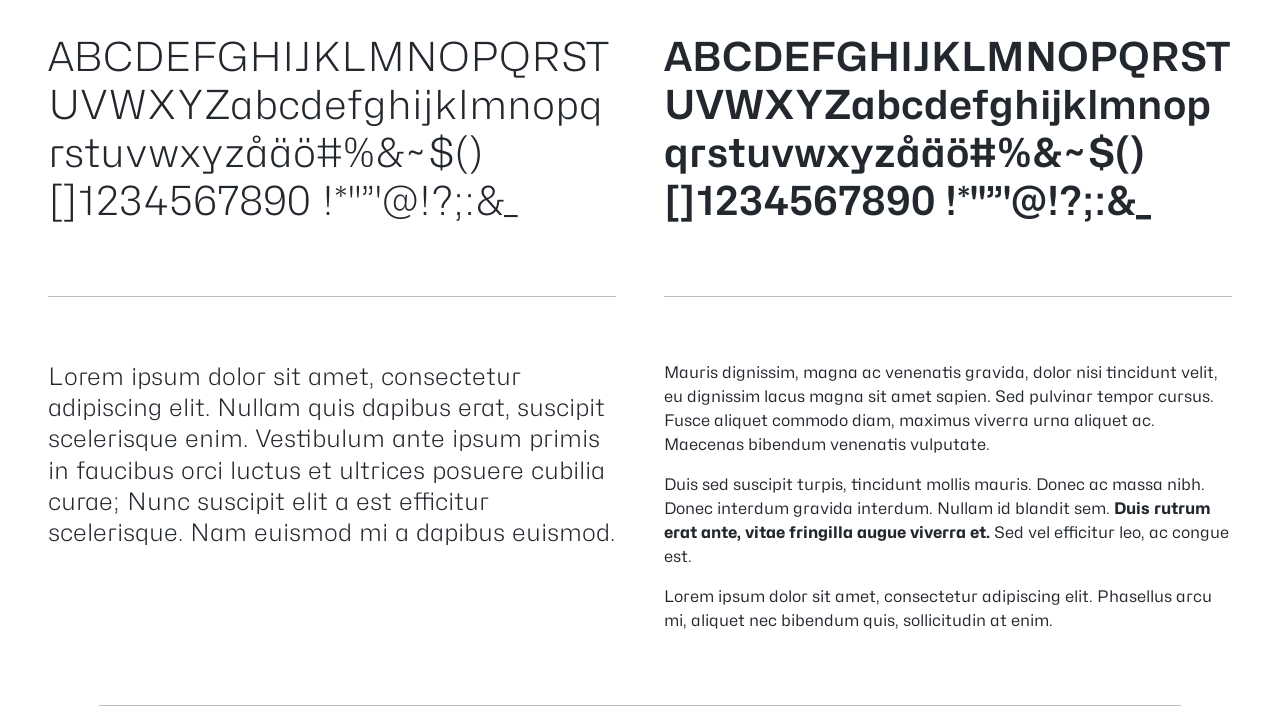 ABCDEFGHIJKLMNOPQRST
UVWXYZabcdefghijklmnopq
rstuvwxyzåäö#%&~$()
[]1234567890 !*"”'@!?;:&_
ABCDEFGHIJKLMNOPQRST
UVWXYZabcdefghijklmnop
qrstuvwxyzåäö#%&~$()
[]1234567890 !*"”'@!?;:&_
Lorem ipsum dolor sit amet, consectetur
adipiscing elit. Nullam quis dapibus erat, suscipit
scelerisque enim. Vestibulum ante ipsum primis
in faucibus orci luctus et ultrices posuere cubilia
curae; Nunc suscipit elit a est efficitur
scelerisque. Nam euismod mi a dapibus euismod.
Mauris dignissim, magna ac venenatis gravida, dolor nisi tincidunt velit,
eu dignissim lacus magna sit amet sapien. Sed pulvinar tempor cursus.
Fusce aliquet commodo diam, maximus viverra urna aliquet ac.
Maecenas bibendum venenatis vulputate.
Duis sed suscipit turpis, tincidunt mollis mauris. Donec ac massa nibh.
Donec interdum gravida interdum. Nullam id blandit sem. Duis rutrum
erat ante, vitae fringilla augue viverra et. Sed vel efficitur leo, ac congue
est.
Lorem ipsum dolor sit amet, consectetur adipiscing elit. Phasellus arcu
mi, aliquet nec bibendum quis, sollicitudin at enim.